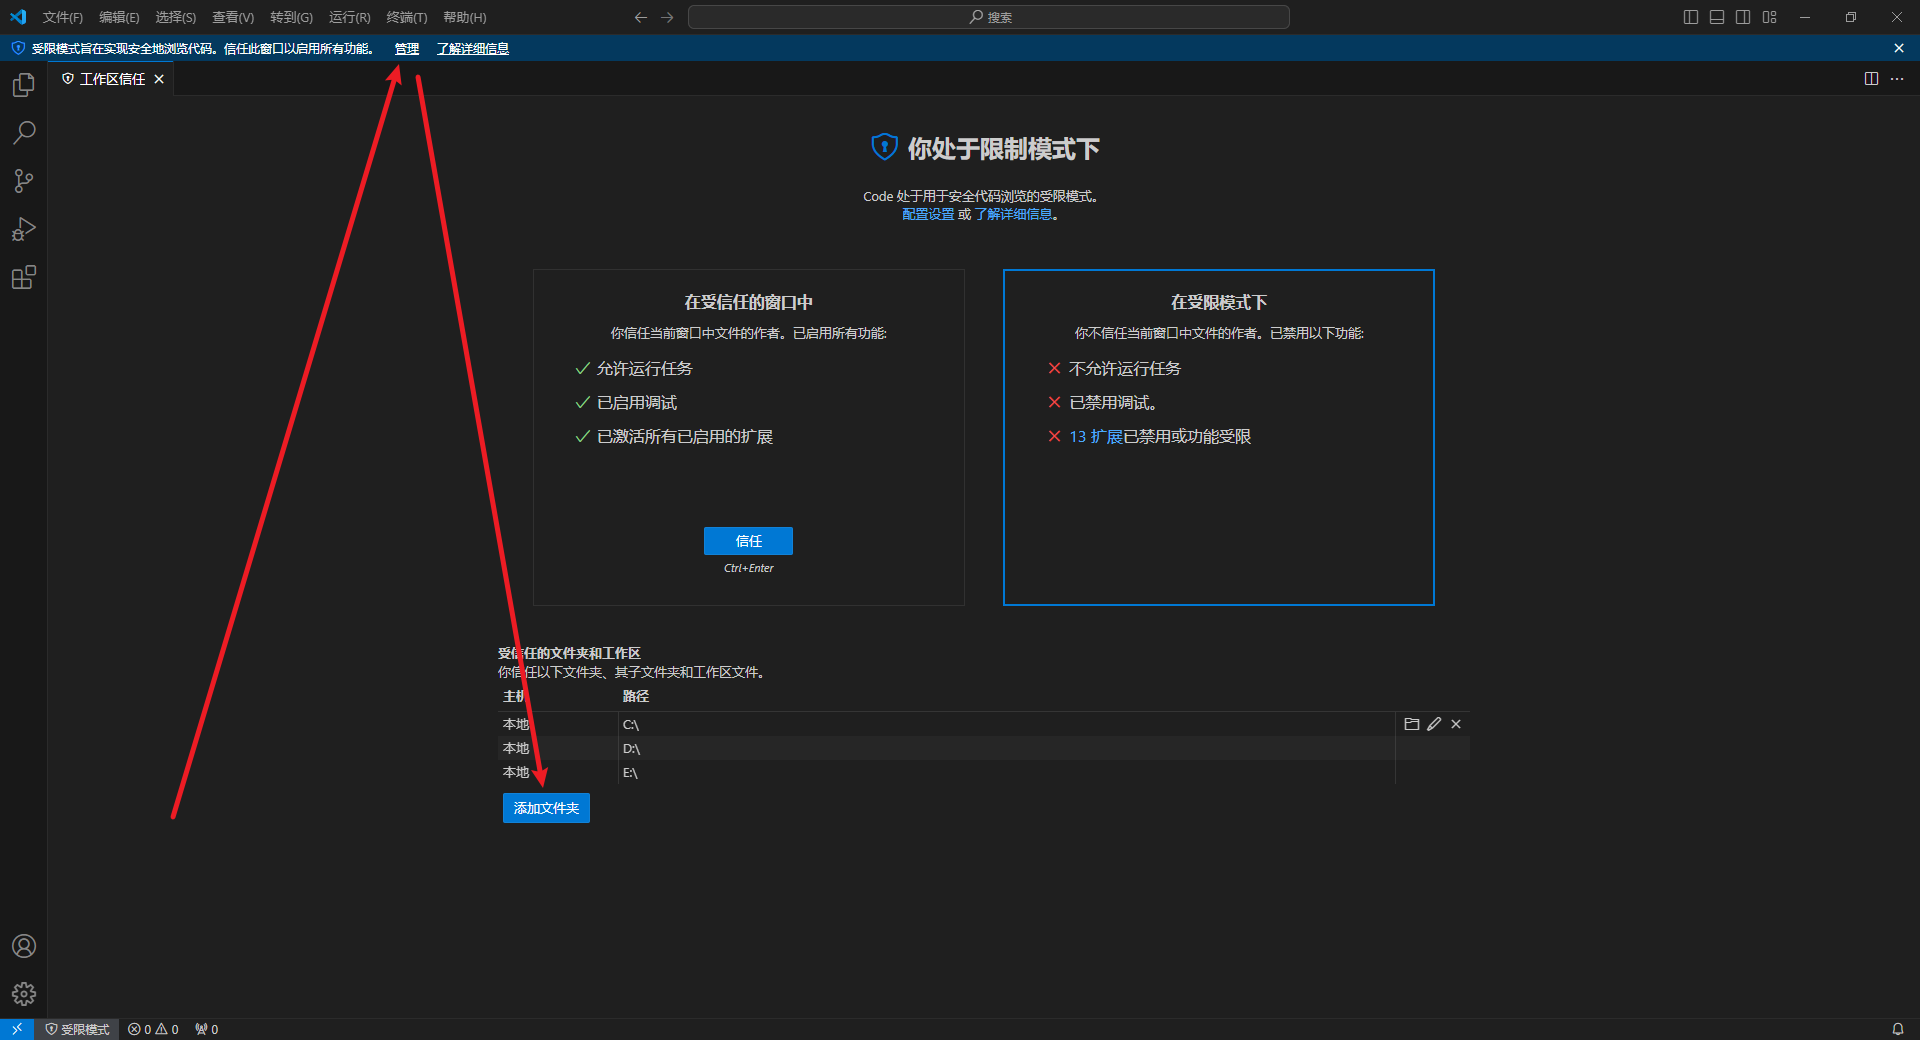 文件(F) 编辑(E) 选择(S) 查看(V) 转到(G) 运行(R) 终端(T) 帮助(H) 搜索
受限模式旨在实现安全地浏览代码。信任此窗口以启用所有功能。 管理 了解详细信息
工作区信任
你处于限制模式下
Code 处于用于安全代码浏览的受限模式。
配置设置 或 了解详细信息。
在受信任的窗口中
你信任当前窗口中文件的作者。已启用所有功能:
允许运行任务
已启用调试
已激活所有已启用的扩展
信任
Ctrl+Enter
在受限模式下
你不信任当前窗口中文件的作者。已禁用以下功能:
不允许运行任务
已禁用调试。
13 扩展已禁用或功能受限
受信任的文件夹和工作区
你信任以下文件夹、其子文件夹和工作区文件。
主机 路径
本地 C:\
本地 D:\
本地 E:\
添加文件夹
受限模式 0 0 0